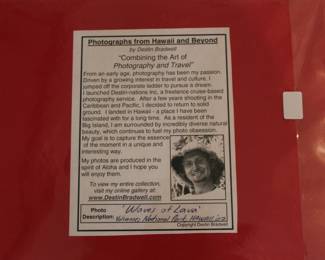 Photographs from Hawaii and Beyond
by Destin Bradwell
"Combining the Art of
Photography and Travel"
From an early age, photography has been my passion.
Driven by a growing interest in travel and culture, I
jumped off the corporate ladder to pursue a dream.
I launched Destin-nations.inc, a freelance cruise-based
photography service. After a few years shooting in the
Caribbean and Pacific, I decided to return to solid
ground. I landed in Hawaii - a place I have been
fascinated with for a long time. As a resident of the
Big Island, I am surrounded by incredibly diverse natural
beauty, which continues to fuel my photo obsession.
My goal is to capture the essence
of the moment in a unique and
interesting way.
My photos are produced in the
spirit of Aloha and I hope you
will enjoy them.
To view my entire collection,
visit my online gallery at:
www.DestinBradwell.com
Photo
Description:
"Waves of Lava"
Volcanoes National Park, Hawaii
Copyright Destin Bradwell